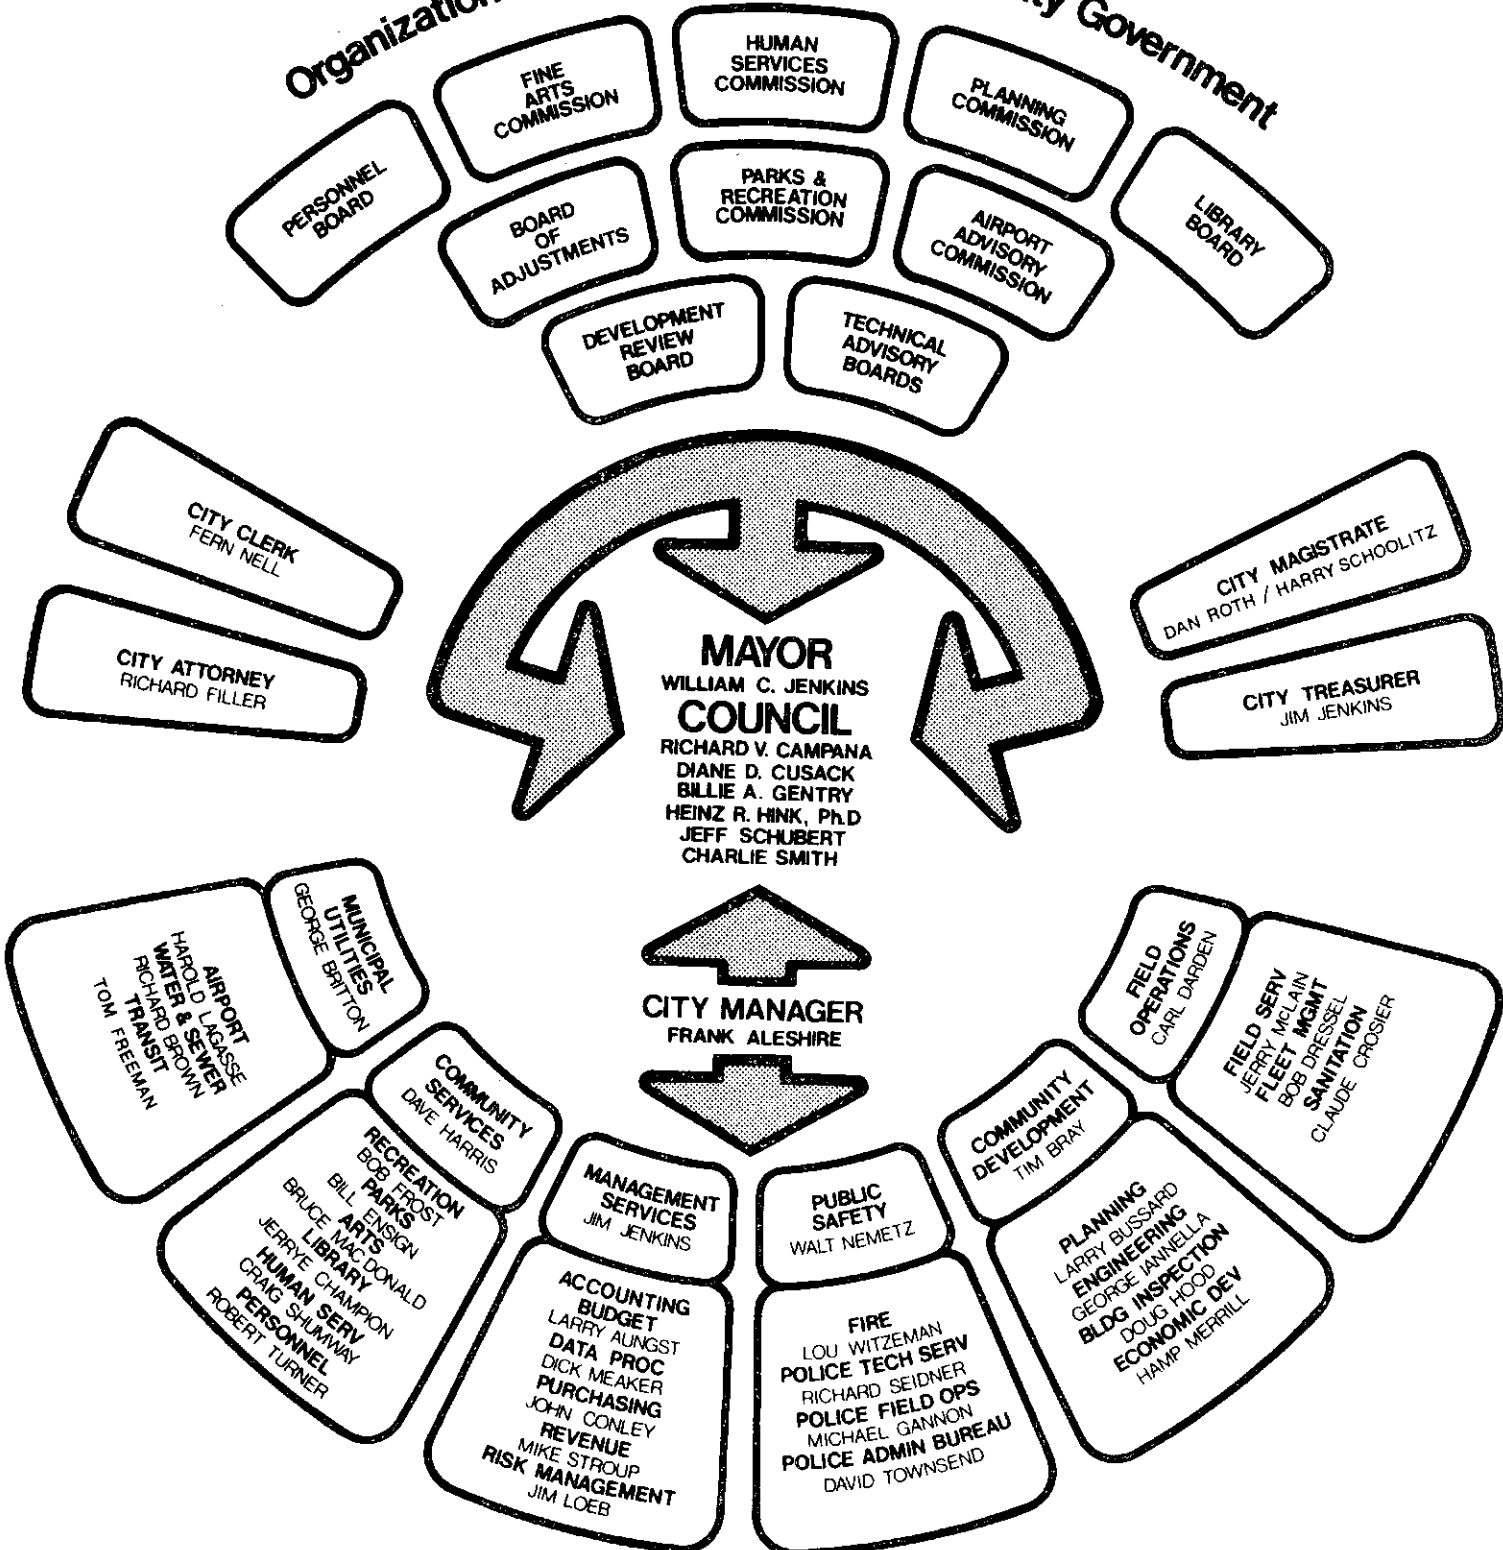 Organization
ty Government
HUMAN
SERVICES
COMMISSION
FINE
ARTS
COMMISSION
PLANNING
COMMISSION
PERSONNEL
BOARD
LIBRARY
BOARD
BOARD
OF
ADJUSTMENTS
PARKS &
RECREATION
COMMISSION
AIRPORT
ADVISORY
COMMISSION
DEVELOPMENT
REVIEW
BOARD
TECHNICAL
ADVISORY
BOARDS
CITY CLERK
FERN NELL
CITY ATTORNEY
RICHARD FILLER
CITY MAGISTRATE
DAN ROTH / HARRY SCHOOLITZ
CITY TREASURER
JIM JENKINS
MAYOR
WILLIAM C. JENKINS
COUNCIL
RICHARD V. CAMPANA
DIANE D. CUSACK
BILLIE A. GENTRY
HEINZ R. HINK, Ph.D
JEFF SCHUBERT
CHARLIE SMITH
CITY MANAGER
FRANK ALESHIRE
MUNICIPAL
UTILITIES
GEORGE BRITTON
AIRPORT
HAROLD LAGASSE
WATER & SEWER
RICHARD BROWN
TRANSIT
TOM FREEMAN
COMMUNITY
SERVICES
DAVE HARRIS
RECREATION
BOB FROST
PARKS
BILL ENSIGN
ARTS
BRUCE MAC DONALD
LIBRARY
JERRYE CHAMPION
HUMAN SERV
CRAIG SHUMWAY
PERSONNEL
ROBERT TURNER
MANAGEMENT
SERVICES
JIM JENKINS
ACCOUNTING
BUDGET
LARRY AUNGST
DATA PROC
DICK MEAKER
PURCHASING
JOHN CONLEY
REVENUE
MIKE STROUP
RISK MANAGEMENT
JIM LOEB
PUBLIC
SAFETY
WALT NEMETZ
FIRE
LOU WITZEMAN
POLICE TECH SERV
RICHARD SEIDNER
POLICE FIELD OPS
MICHAEL GANNON
POLICE ADMIN BUREAU
DAVID TOWNSEND
COMMUNITY
DEVELOPMENT
TIM BRAY
PLANNING
LARRY BUSSARD
ENGINEERING
GEORGE IANNELLA
BLDG INSPECTION
DOUG HOOD
ECONOMIC DEV
HAMP MERRILL
FIELD
OPERATIONS
CARL DARDEN
FIELD SERV
JERRY McLAIN
FLEET MGMT
BOB DRESSEL
SANITATION
CLAUDE CROSIER